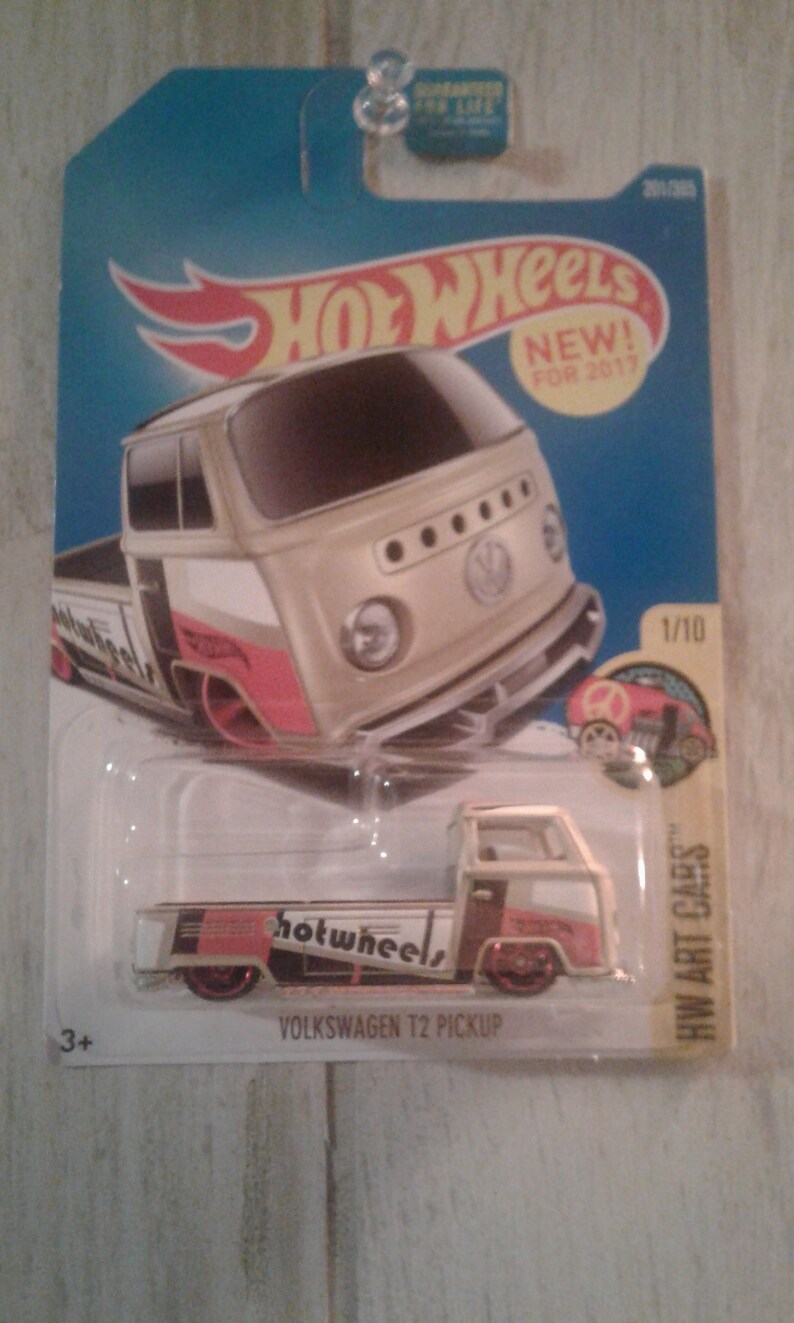 GUARANTEED
FOR LIFE
201/365
HOT WHEELS
NEW!
FOR 2017
hotwheels
1/10
hotwheels
HW ART CARS™
VOLKSWAGEN T2 PICKUP
3+